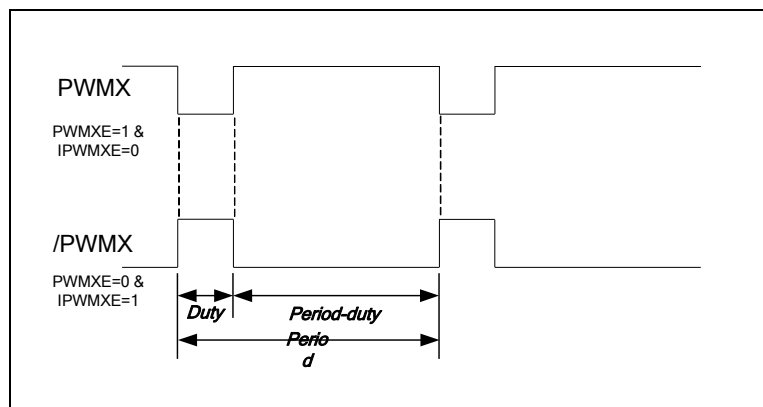 PWMX
PWMXE=1 &
IPWMXE=0
/PWMX
PWMXE=0 &
IPWMXE=1
Duty
Period-duty
Perio
d